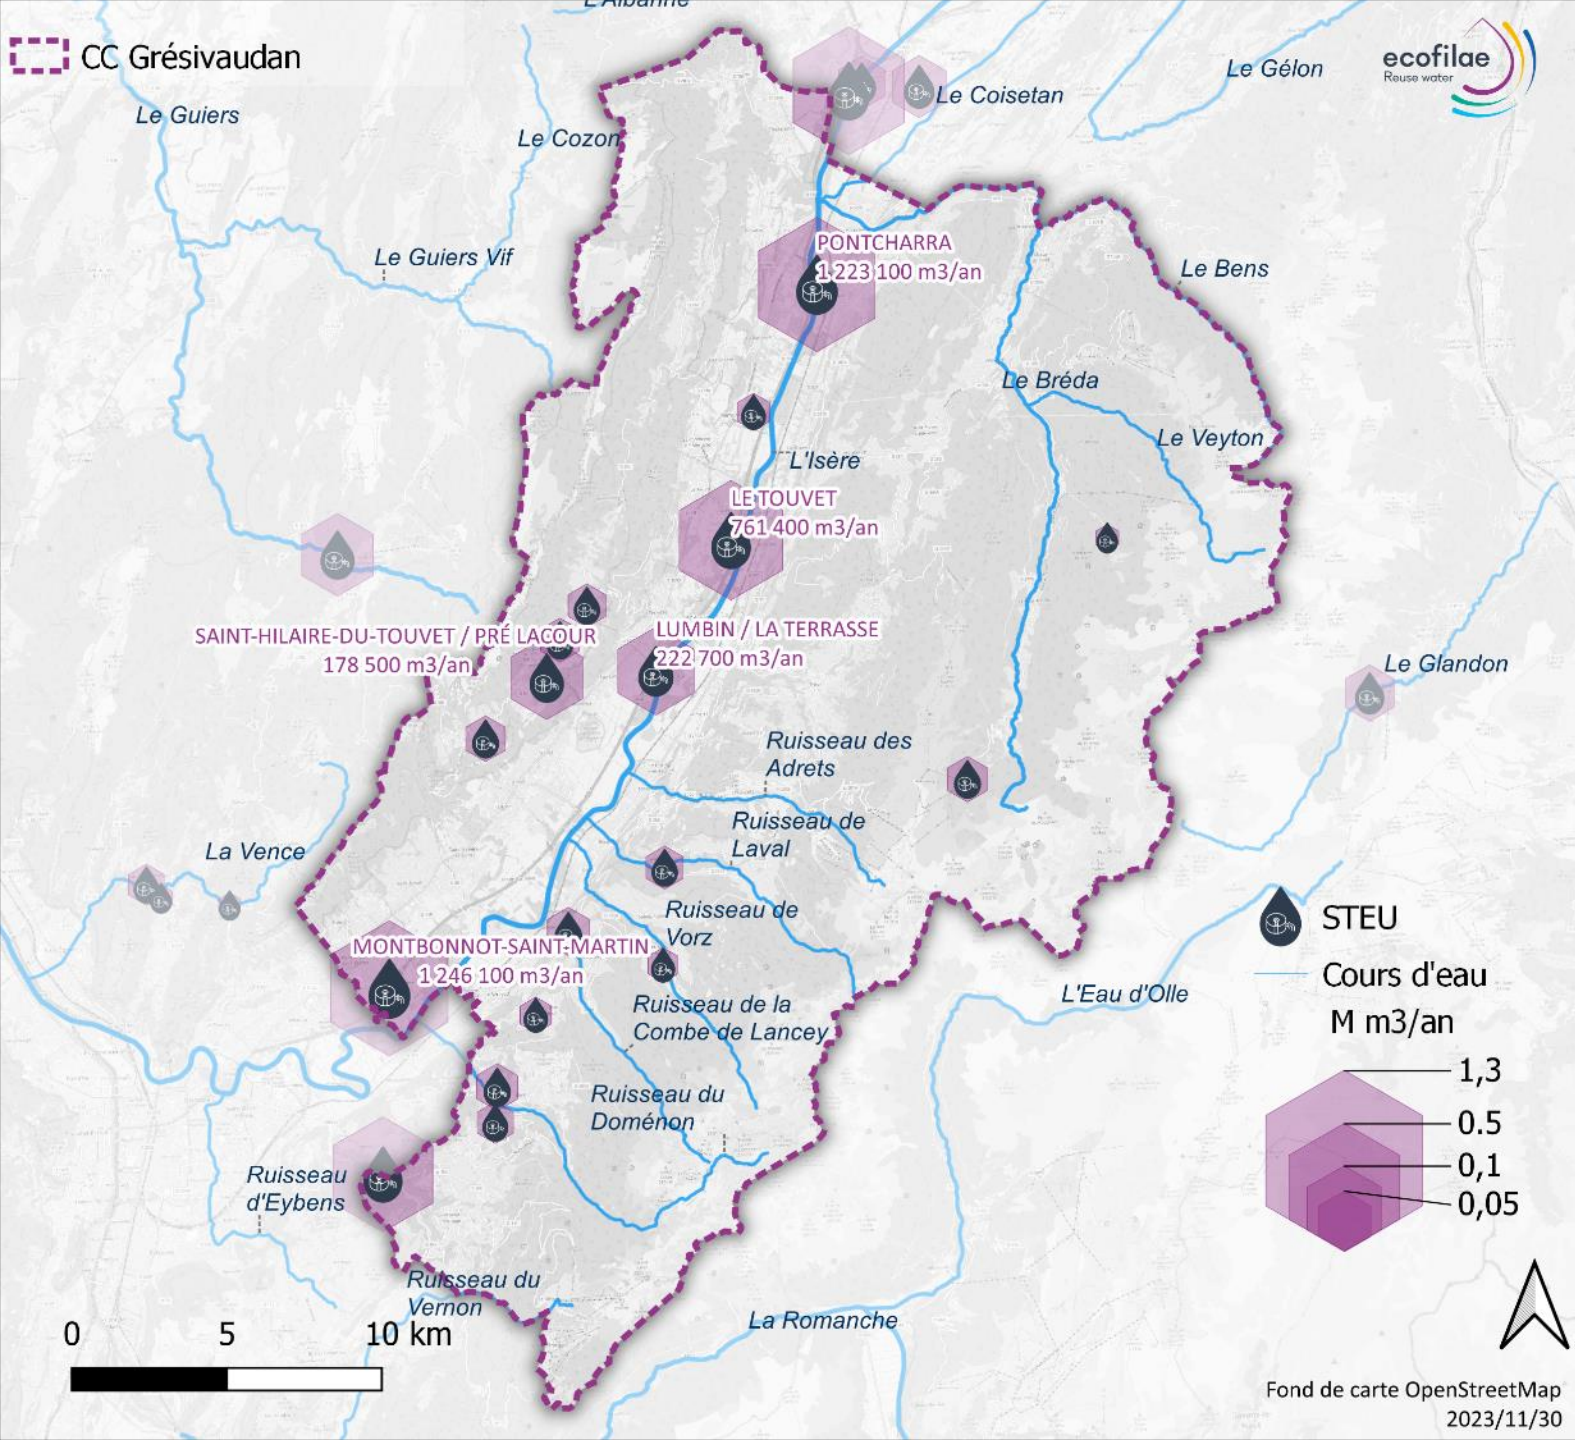 L'Albanne
CC Grésivaudan
ecofilae
Reuse water
Le Gélon
Le Coisetan
Le Guiers
Le Cozon
PONTCHARRA
1 223 100 m3/an
Le Guiers Vif
Le Bens
Le Bréda
Le Veyton
L'Isère
LE TOUVET
761 400 m3/an
SAINT-HILAIRE-DU-TOUVET / PRÉ LACOUR
178 500 m3/an
LUMBIN / LA TERRASSE
222 700 m3/an
Le Glandon
Ruisseau des
Adrets
Ruisseau de
Laval
La Vence
Ruisseau de
Vorz
MONTBONNOT-SAINT-MARTIN
1 246 100 m3/an
Ruisseau de la
Combe de Lancey
L'Eau d'Olle
Ruisseau du
Doménon
Ruisseau
d'Eybens
Ruisseau du
Vernon
La Romanche
STEU
Cours d'eau
M m3/an
1,3
0.5
0,1
0,05
0 5 10 km
Fond de carte OpenStreetMap
2023/11/30